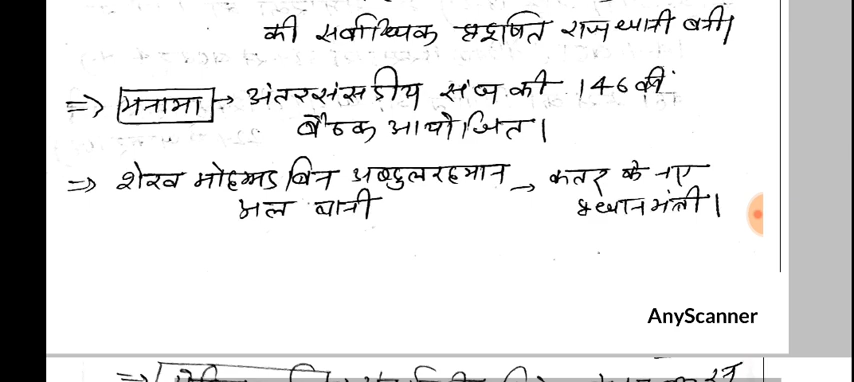 की सर्वाधिक प्रदूषित राजधानी बनी।
⇒ मनामा → अंतरसंसदीय संघ की 146वीं
बैठक आयोजित।
⇒ शेख मोहम्मद बिन अब्दुलरहमान → कतर के नए
अल थानी प्रधानमंत्री।
AnyScanner